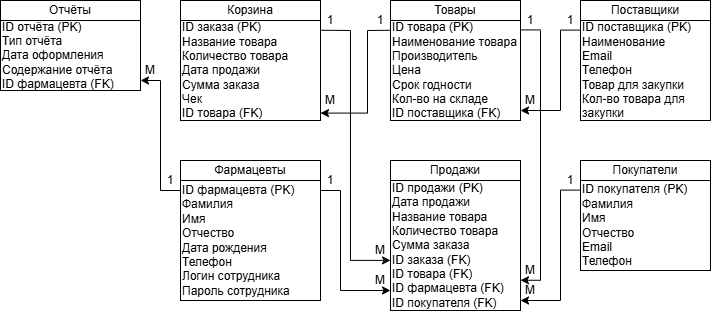 Отчёты
ID отчёта (PK)
Тип отчёта
Дата оформления
Содержание отчёта
ID фармацевта (FK)
М
Корзина
ID заказа (PK)
Название товара
Количество товара
Дата продажи
Сумма заказа
Чек
ID товара (FK)
1
1
М
Товары
ID товара (PK)
Наименование товара
Производитель
Цена
Срок годности
Кол-во на складе
ID поставщика (FK)
1
1
М
Поставщики
ID поставщика (PK)
Наименование
Email
Телефон
Товар для закупки
Кол-во товара для
закупки
1
Фармацевты
ID фармацевта (PK)
Фамилия
Имя
Отчество
Дата рождения
Телефон
Логин сотрудника
Пароль сотрудника
1
М
М
Продажи
ID продажи (PK)
Дата продажи
Название товара
Количество товара
Сумма заказа
ID заказа (FK)
ID товара (FK)
ID фармацевта (FK)
ID покупателя (FK)
1
М
М
Покупатели
ID покупателя (PK)
Фамилия
Имя
Отчество
Email
Телефон